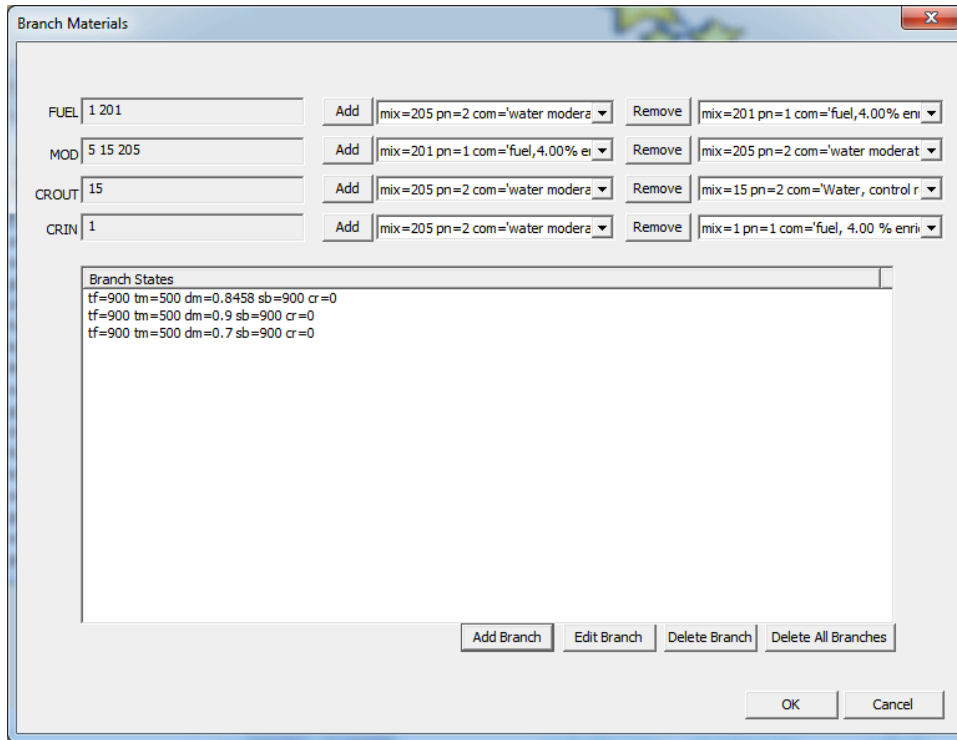 Branch Materials
FUEL 1 201 Add mix=205 pn=2 com='water modera Remove mix=201 pn=1 com='fuel,4.00% eni
MOD 5 15 205 Add mix=201 pn=1 com='fuel,4.00% ei Remove mix=205 pn=2 com='water moderat
CROUT 15 Add mix=205 pn=2 com='water modera Remove mix=15 pn=2 com='Water, control r
CRIN 1 Add mix=205 pn=2 com='water modera Remove mix=1 pn=1 com='fuel, 4.00 % enri
Branch States
tf=900 tm=500 dm=0.8458 sb=900 cr=0
tf=900 tm=500 dm=0.9 sb=900 cr=0
tf=900 tm=500 dm=0.7 sb=900 cr=0
Add Branch Edit Branch Delete Branch Delete All Branches
OK Cancel